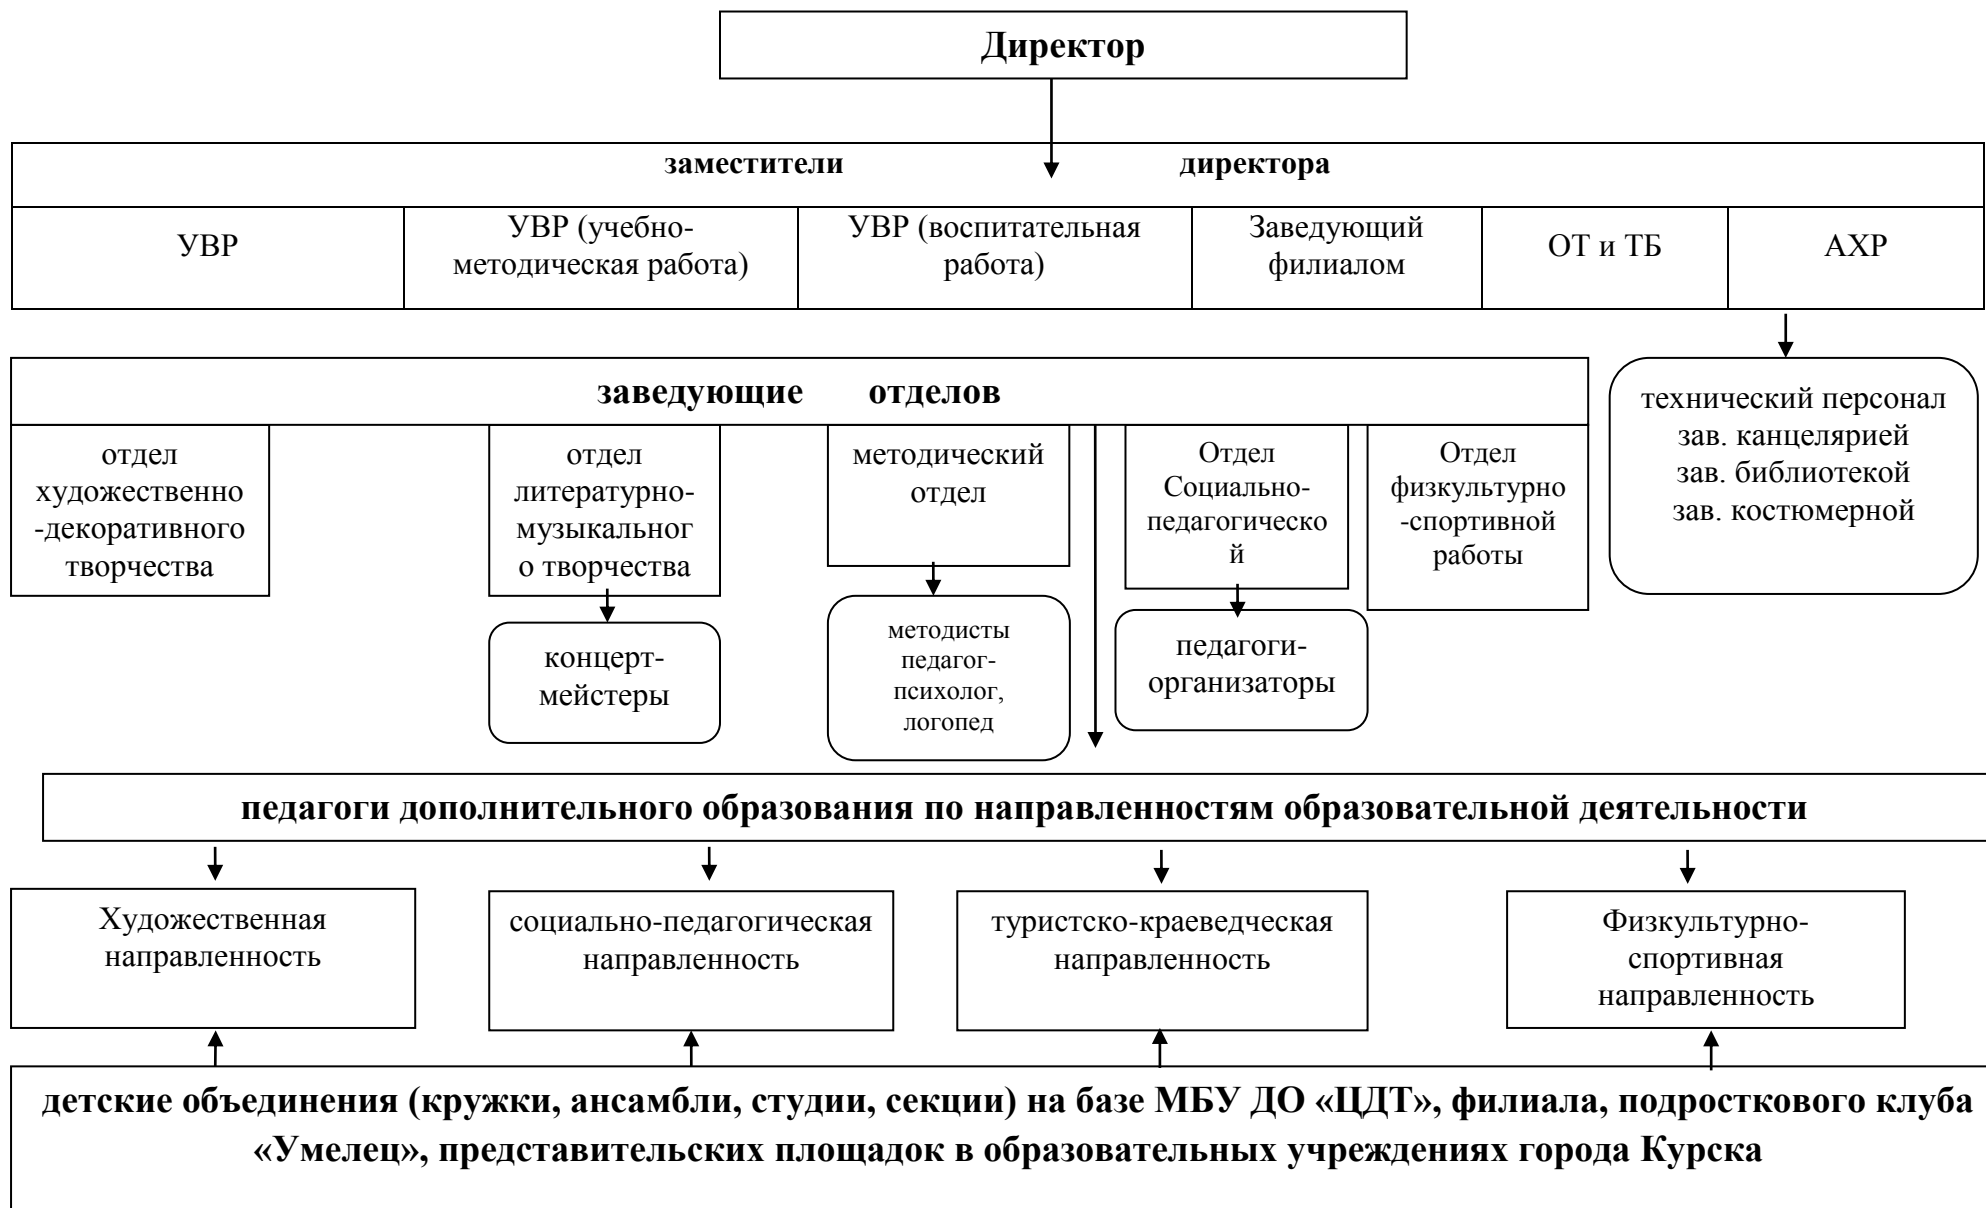 Директор
заместители директора
УВР
УВР (учебно-
методическая работа)
УВР (воспитательная
работа)
Заведующий
филиалом
ОТ и ТБ
АХР
заведующие отделов
технический персонал
зав. канцелярией
зав. библиотекой
зав. костюмерной
отдел
художественно
-декоративного
творчества
отдел
литературно-
музыкальног
о творчества
методический
отдел
Отдел
Социально-
педагогическо
й
Отдел
физкультурно
-спортивной
работы
концерт-
мейстеры
методисты
педагог-
психолог,
логопед
педагоги-
организаторы
педагоги дополнительного образования по направленностям образовательной деятельности
Художественная
направленность
социально-педагогическая
направленность
туристско-краеведческая
направленность
Физкультурно-
спортивная
направленность
детские объединения (кружки, ансамбли, студии, секции) на базе МБУ ДО «ЦДТ», филиала, подросткового клуба
«Умелец», представительских площадок в образовательных учреждениях города Курска